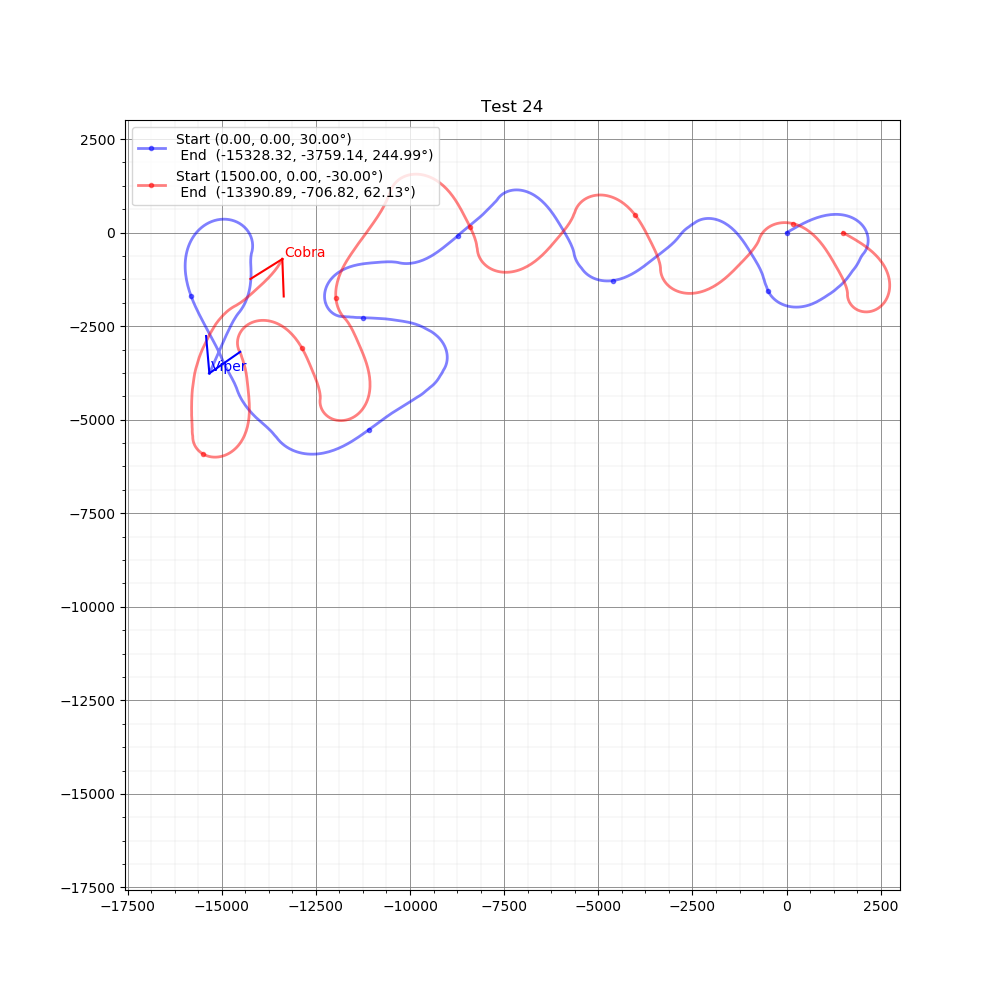 Test 24
Start (0.00, 0.00, 30.00°)
End (-15328.32, -3759.14, 244.99°)
Start (1500.00, 0.00, -30.00°)
End (-13390.89, -706.82, 62.13°)
Cobra
Viper
2500
0
−2500
−5000
−7500
−10000
−12500
−15000
−17500
−17500 −15000 −12500 −10000 −7500 −5000 −2500 0 2500